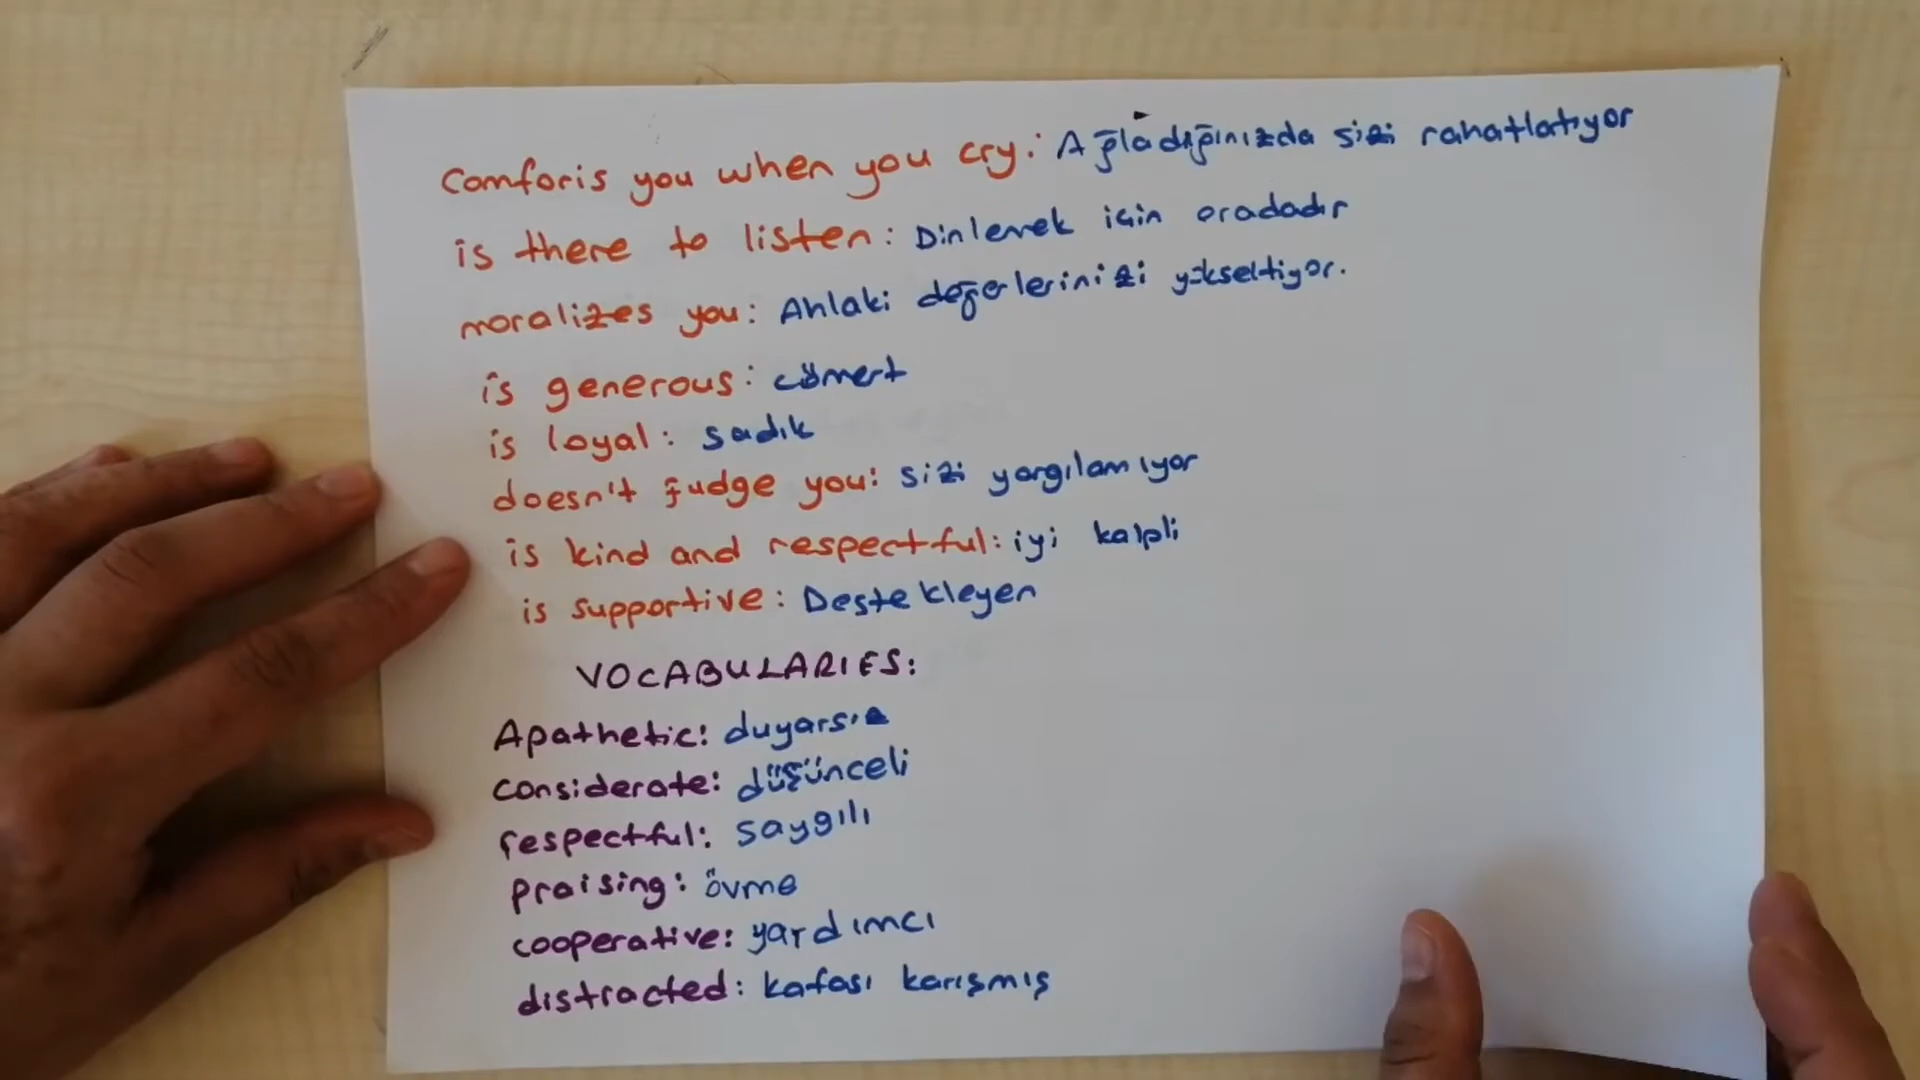 Comforis you when you cry: Ağladığınızda sizi rahatlatıyor
is there to listen: Dinlemek için oradadır
moralizes you: Ahlaki değerlerinizi yükseltiyor.
is generous: cömert
is loyal: sadık
doesn't judge you: sizi yargılamıyor
is kind and respectful: iyi kalpli
is supportive: Destekleyen
VOCABULARIES:
Apathetic: duyarsız
considerate: düşünceli
respectful: saygılı
praising: övme
cooperative: yardımcı
distracted: kafası karışmış